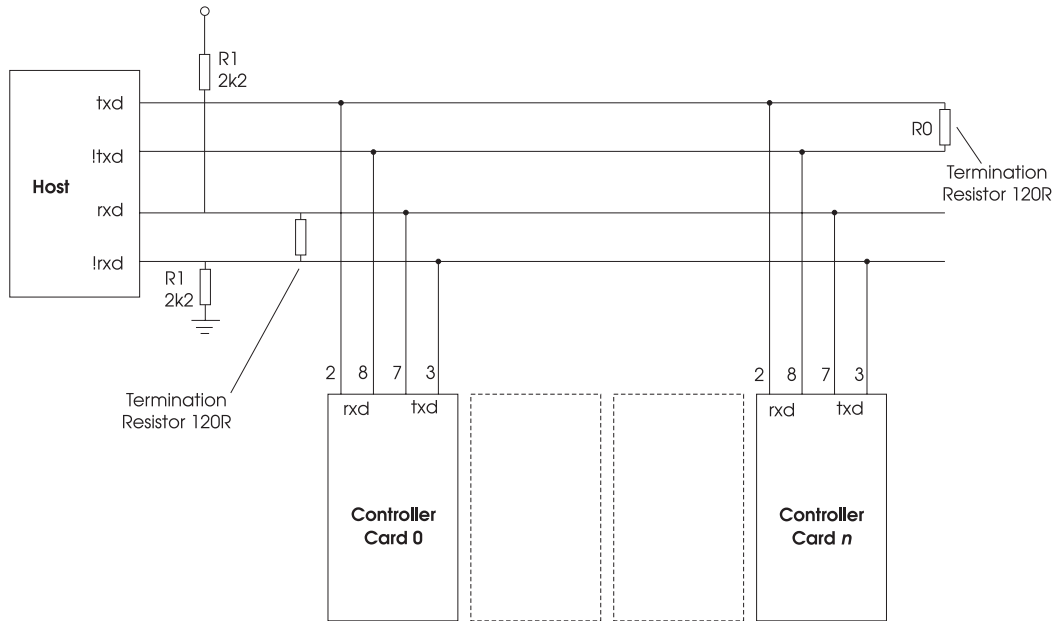 R1
2k2
txd
!txd
Host
rxd
!rxd
R0
Termination
Resistor 120R
R1
2k2
Termination
Resistor 120R
2 8 7 3
rxd txd
Controller
Card 0
2 8 7 3
rxd txd
Controller
Card n